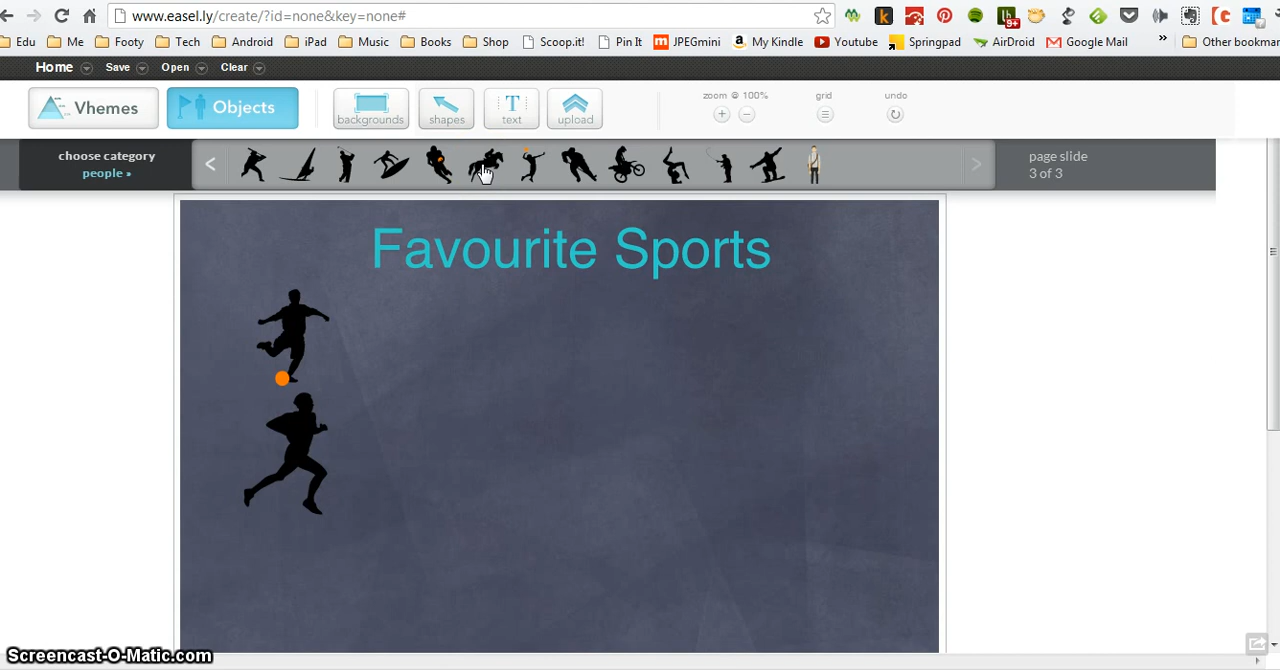 www.easel.ly/create/?id=none&key=none#
Edu Me Footy Tech Android iPad Music Books Shop Scoop.it! Pin It JPEGmini My Kindle Youtube Springpad AirDroid Google Mail » Other bookmar
Home Save Open Clear
Vhemes Objects backgrounds shapes text upload
zoom @ 100% grid undo
choose category
people »
page slide
3 of 3
Favourite Sports
Screencast-O-Matic.com